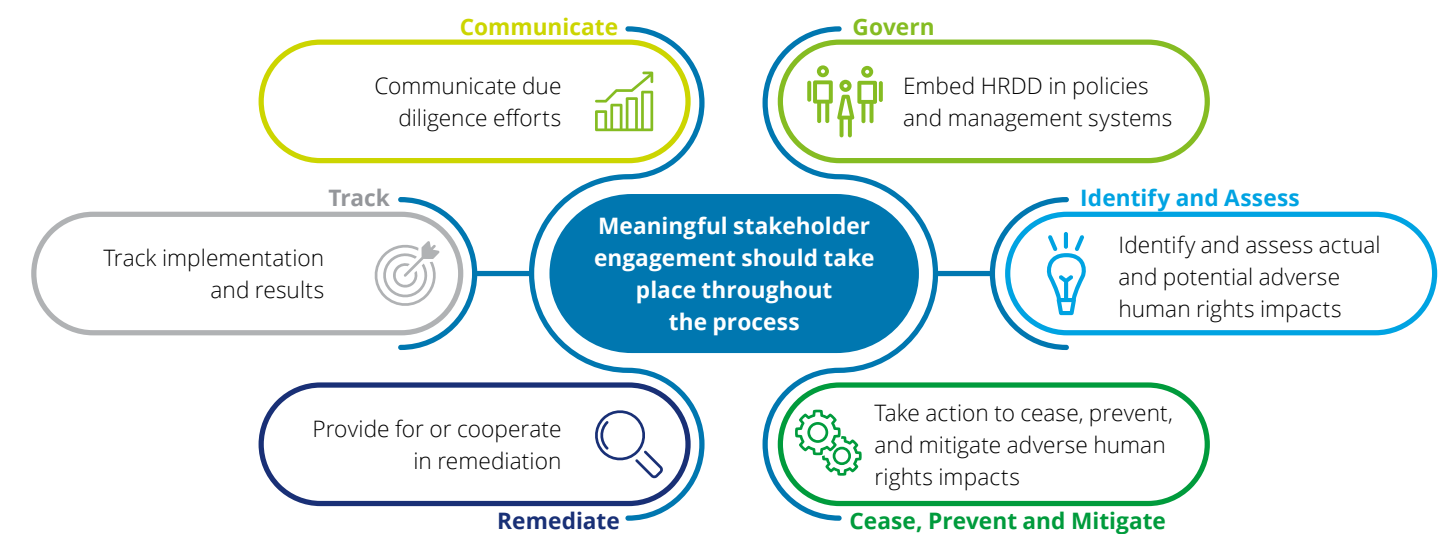 Communicate
Communicate due
diligence efforts
Govern
Embed HRDD in policies
and management systems
Track
Track implementation
and results
Meaningful stakeholder
engagement should take
place throughout
the process
Identify and Assess
Identify and assess actual
and potential adverse
human rights impacts
Provide for or cooperate
in remediation
Remediate
Take action to cease, prevent,
and mitigate adverse human
rights impacts
Cease, Prevent and Mitigate